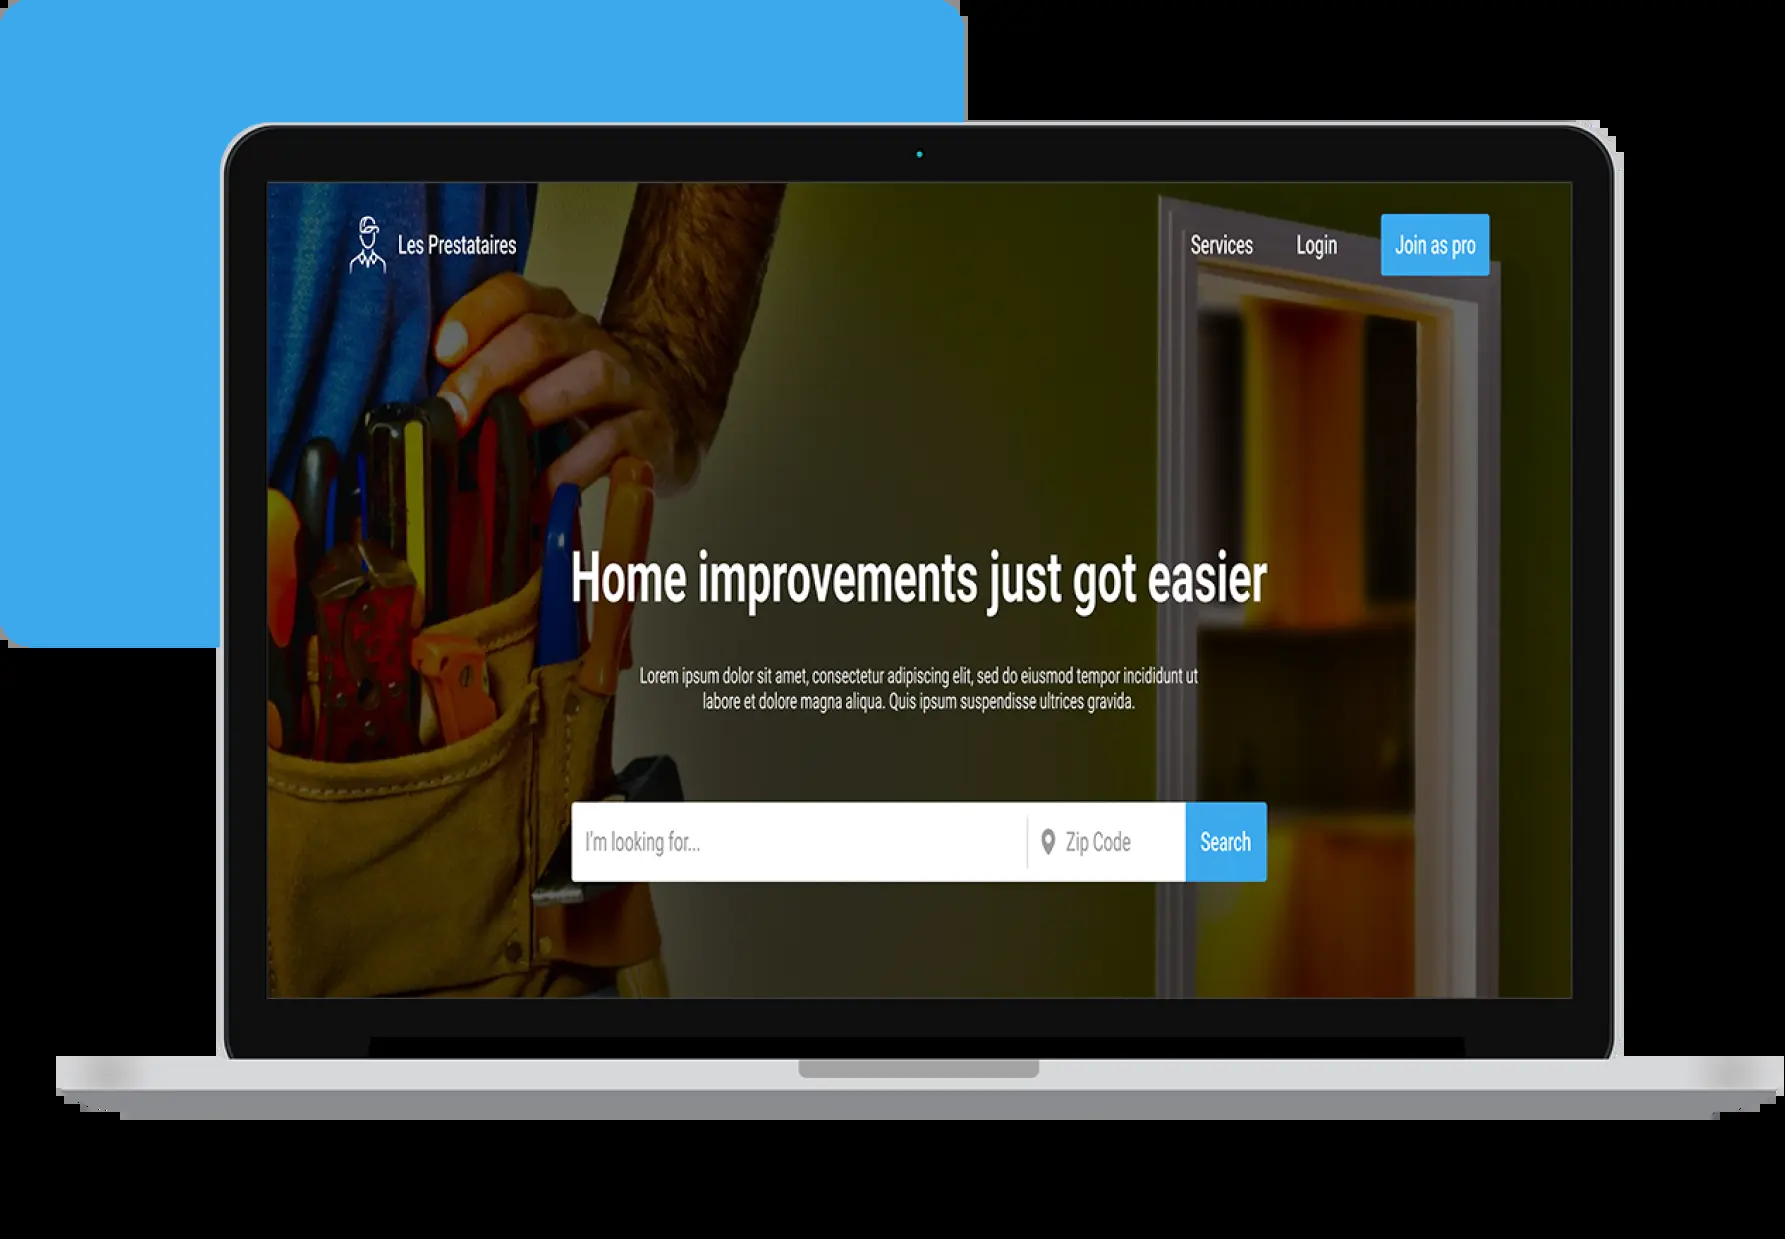 Les Prestataires
Services
Login
Join as pro
Home improvements just got easier
Lorem ipsum dolor sit amet, consectetur adipiscing elit, sed do eiusmod tempor incididunt ut
labore et dolore magna aliqua. Quis ipsum suspendisse ultrices gravida.
I'm looking for...
Zip Code
Search